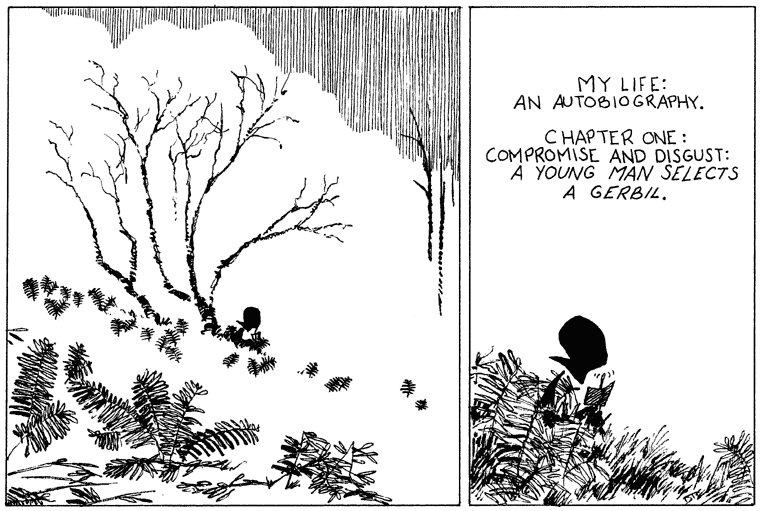 MY LIFE:
AN AUTOBIOGRAPHY.
CHAPTER ONE:
COMPROMISE AND DISGUST:
A YOUNG MAN SELECTS
A GERBIL.